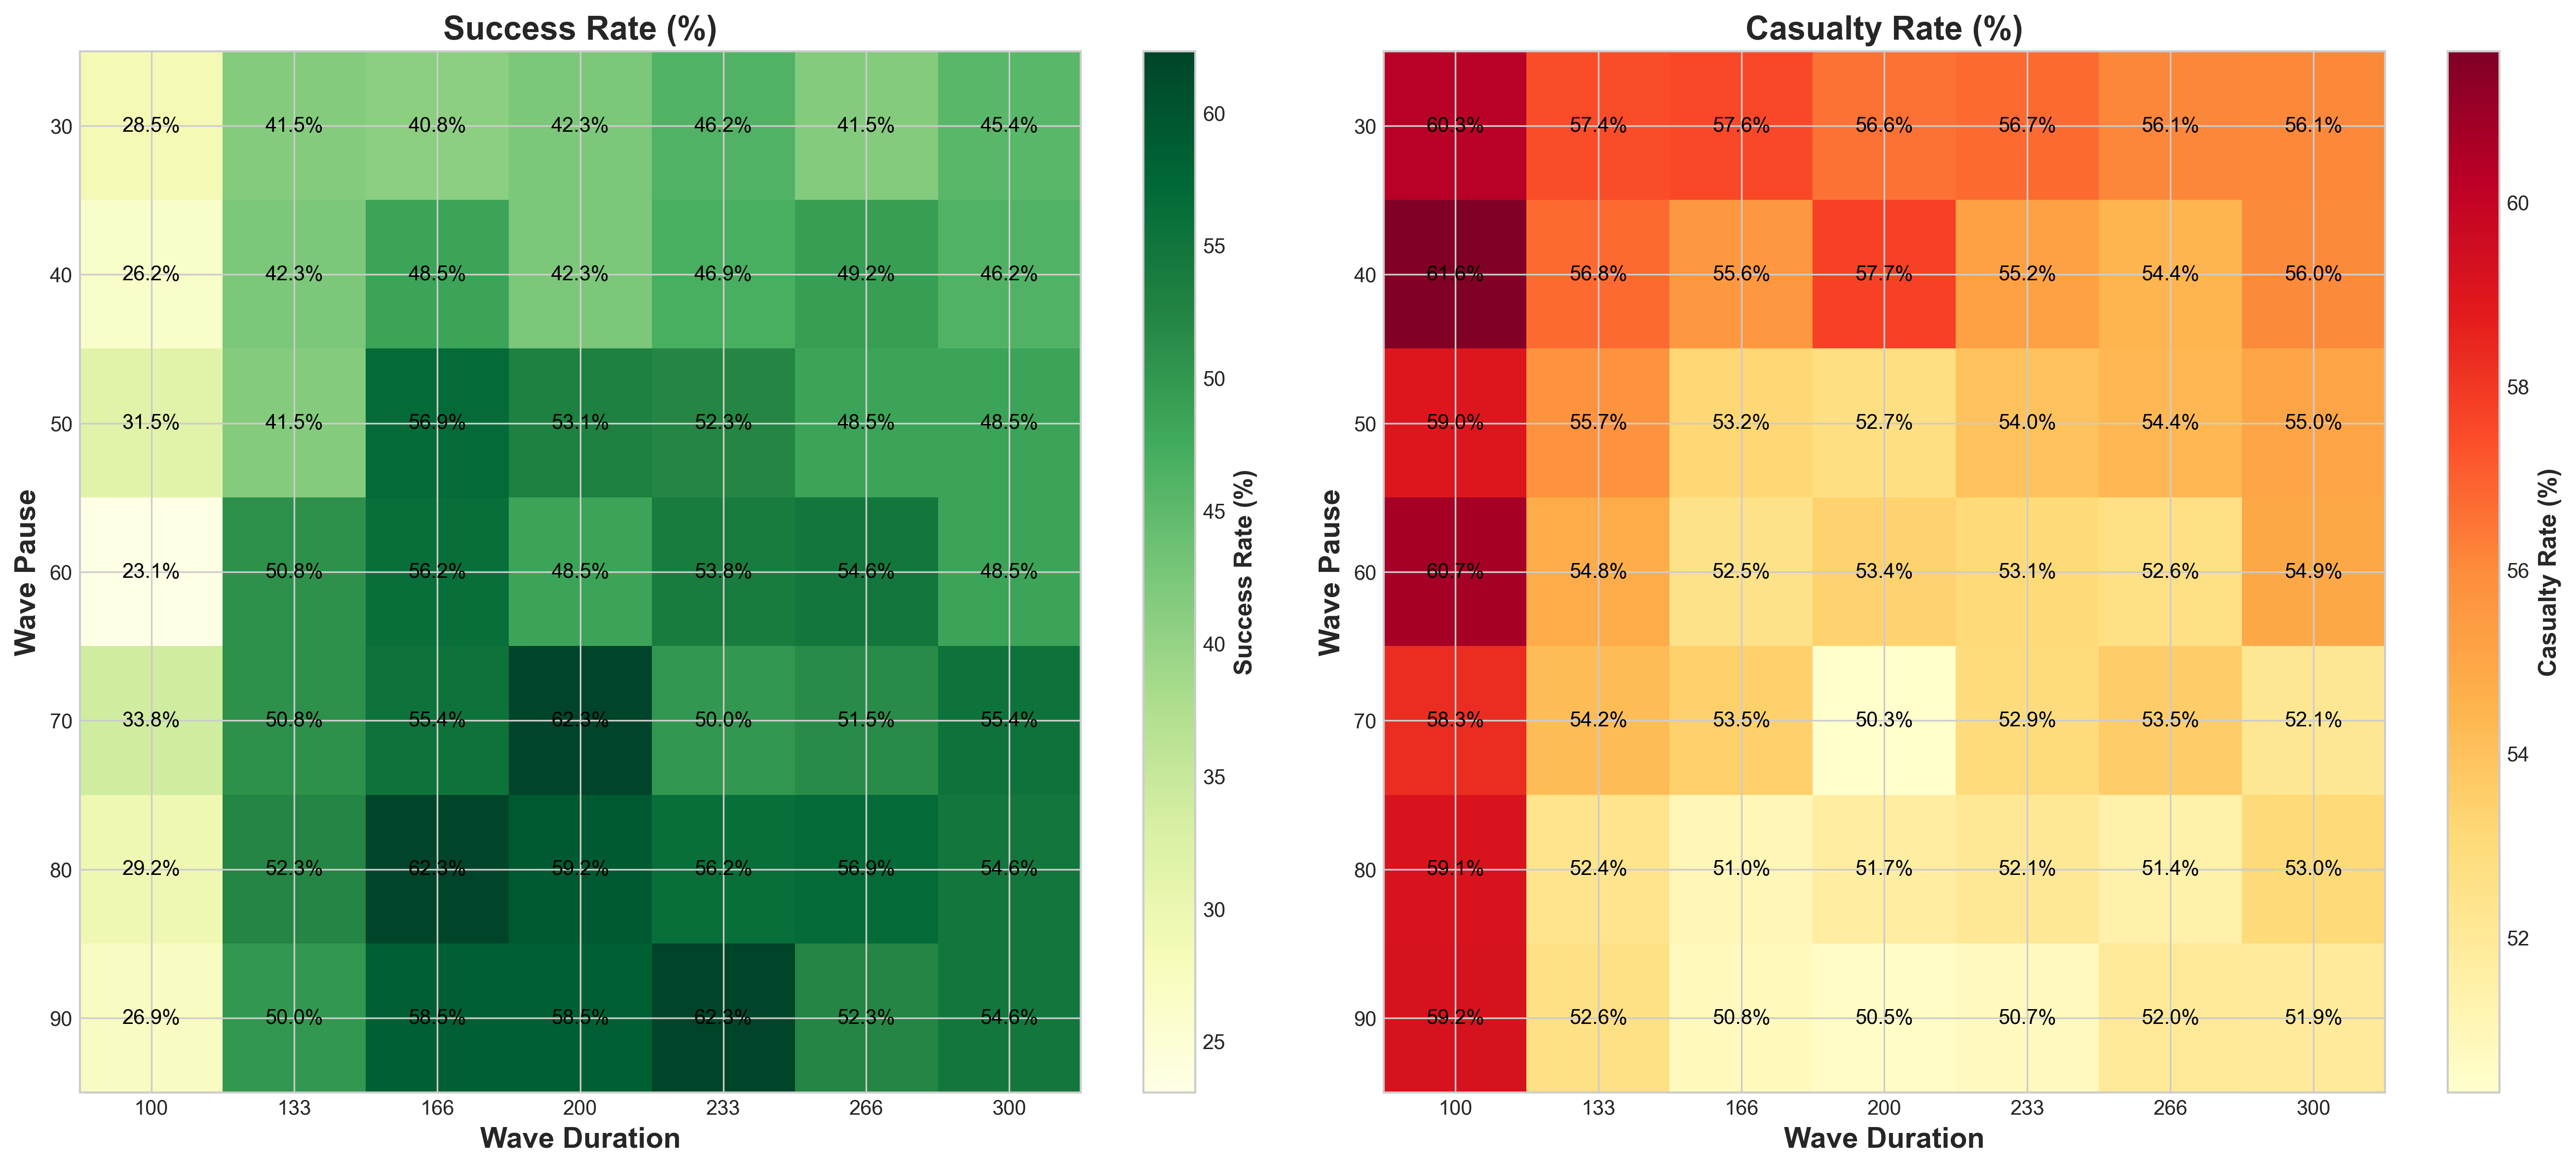 Success Rate (%)
30 28.5% 41.5% 40.8% 42.3% 46.2% 41.5% 45.4%
40 26.2% 42.3% 48.5% 42.3% 46.9% 49.2% 46.2%
50 31.5% 41.5% 56.9% 53.1% 52.3% 48.5% 48.5%
60 23.1% 50.8% 56.2% 48.5% 53.8% 54.6% 48.5%
70 33.8% 50.8% 55.4% 62.3% 50.0% 51.5% 55.4%
80 29.2% 52.3% 62.3% 59.2% 56.2% 56.9% 54.6%
90 26.9% 50.0% 58.5% 58.5% 62.3% 52.3% 54.6%
100 133 166 200 233 266 300
Wave Duration
Wave Pause
60
55
50
45
40
35
30
25
Success Rate (%)
Casualty Rate (%)
30 60.3% 57.4% 57.6% 56.6% 56.7% 56.1% 56.1%
40 61.6% 56.8% 55.6% 57.7% 55.2% 54.4% 56.0%
50 59.0% 55.7% 53.2% 52.7% 54.0% 54.4% 55.0%
60 60.7% 54.8% 52.5% 53.4% 53.1% 52.6% 54.9%
70 58.3% 54.2% 53.5% 50.3% 52.9% 53.5% 52.1%
80 59.1% 52.4% 51.0% 51.7% 52.1% 51.4% 53.0%
90 59.2% 52.6% 50.8% 50.5% 50.7% 52.0% 51.9%
100 133 166 200 233 266 300
Wave Duration
Wave Pause
60
58
56
54
52
Casualty Rate (%)